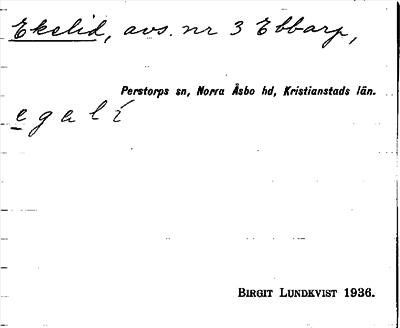 Ekelid, avs. nr 3 Ebbarp,
Perstorps sn, Norra Åsbo hd, Kristianstads län.
e g a l í
BIRGIT LUNDKVIST 1936.